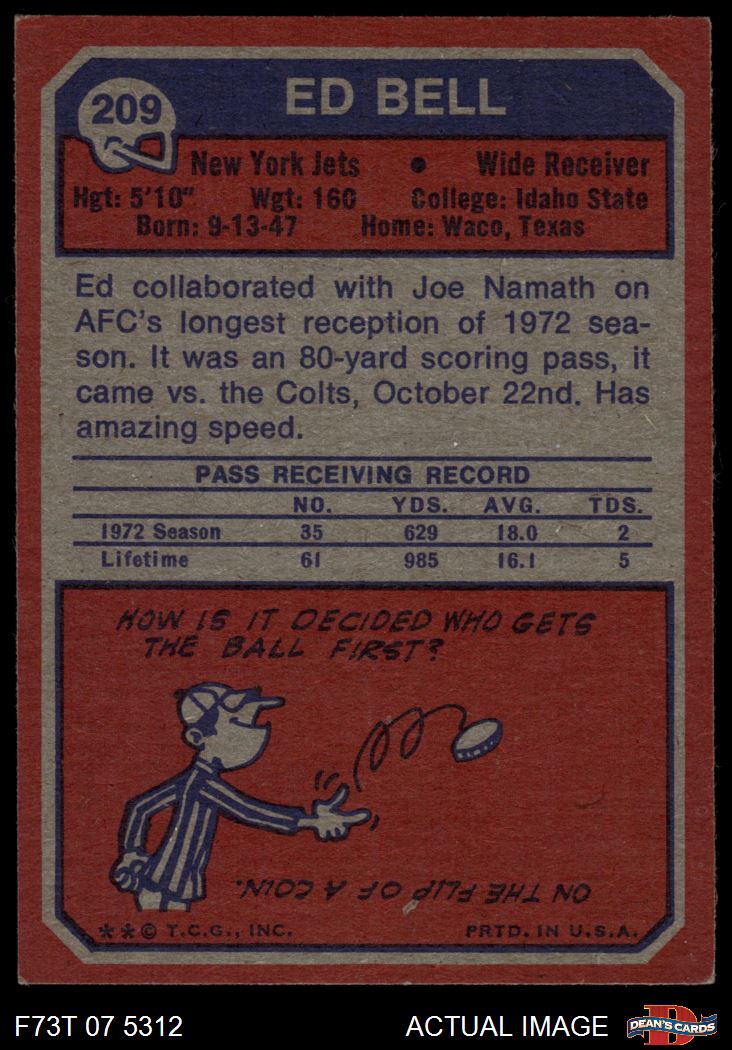 209
ED BELL
New York Jets • Wide Receiver
Hgt: 5'10" Wgt: 160 College: Idaho State
Born: 9-13-47 Home: Waco, Texas
Ed collaborated with Joe Namath on
AFC's longest reception of 1972 sea-
son. It was an 80-yard scoring pass, it
came vs. the Colts, October 22nd. Has
amazing speed.
PASS RECEIVING RECORD
NO. YDS. AVG. TDS.
1972 Season 35 629 18.0 2
Lifetime 61 985 16.1 5
HOW IS IT DECIDED WHO GETS
THE BALL FIRST?
ON THE FLIP OF A COIN.
**© T.C.G., INC. PRTD. IN U.S.A.
F73T 07 5312 ACTUAL IMAGE DEAN'S CARDS